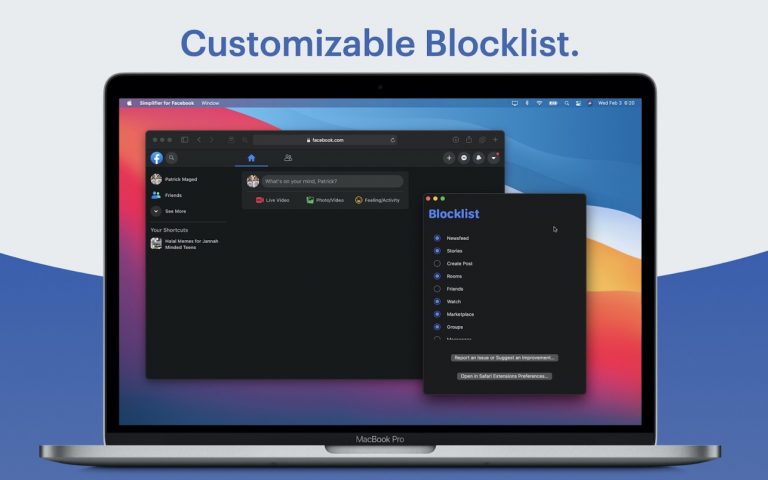 Customizable Blocklist.
Simplifier for Facebook Window
Wed Feb 3 6:20
facebook.com
Patrick Maged
Friends
See More
Your Shortcuts
Halal Memes for Jannah
Minded Teens
What's on your mind, Patrick?
Live Video Photo/Video Feeling/Activity
Blocklist
Newsfeed
Stories
Create Post
Rooms
Friends
Watch
Marketplace
Groups
Report an Issue or Suggest an Improvement...
Open in Safari Extensions Preferences...
MacBook Pro